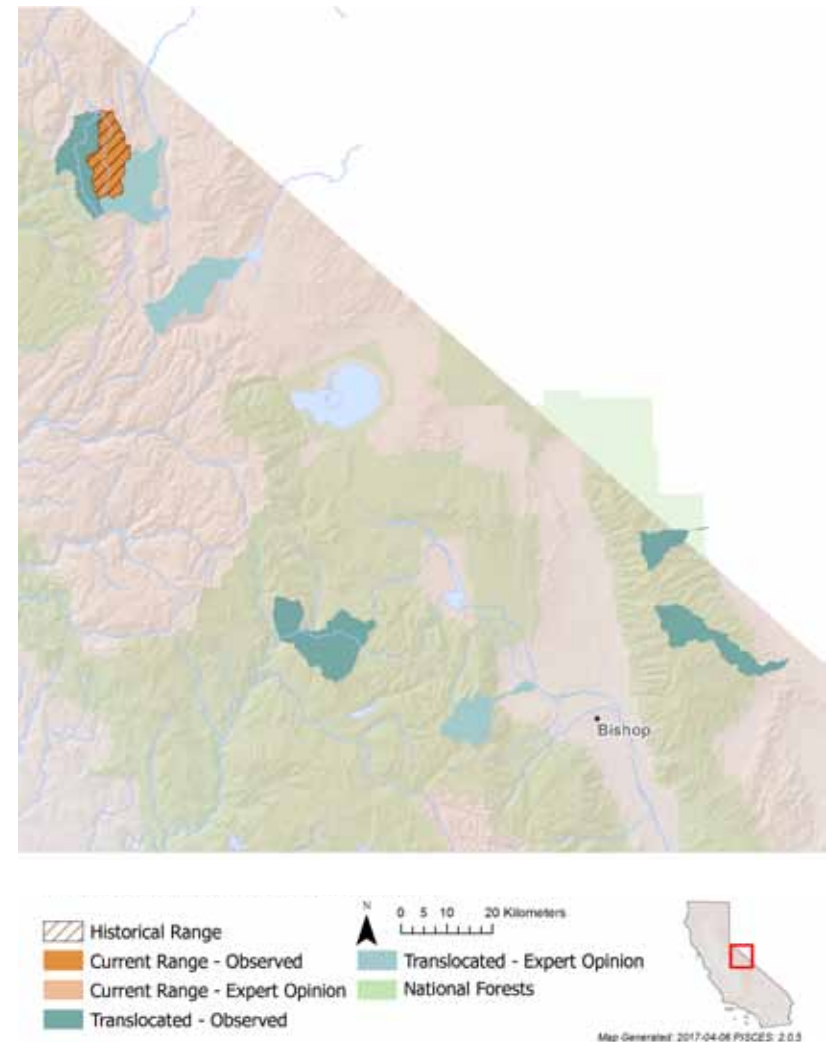 Bishop
Historical Range
Current Range - Observed
Current Range - Expert Opinion
Translocated - Observed
N
0 5 10 20 Kilometers
Translocated - Expert Opinion
National Forests
Map Generated: 2017-04-06 PISCES: 2.0.5